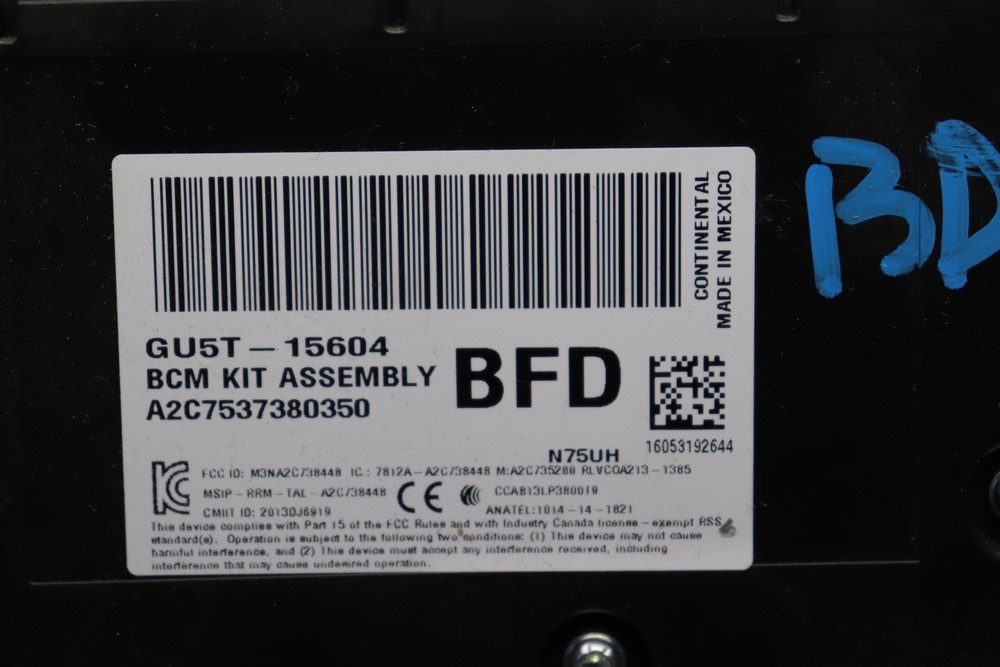 CONTINENTAL
MADE IN MEXICO
GU5T-15604
BCM KIT ASSEMBLY
A2C7537380350
BFD
16053192644
N75UH
FCC ID: M3NA2C738448 IC.: 7812A-A2C738448 M:A2C735280 RLVCOA213-1385
MSIP-RRM-TAL-A2C738448 CE CCAB13LP3800T9
CMIIT ID: 2013DJ6919 ANATEL:1014-14-1821
This device complies with Part 15 of the FCC Rules and with Industry Canada license-exempt RSS
standard(s). Operation is subject to the following two conditions: (1) This device may not cause
harmful interference, and (2) This device must accept any interference received, including
interference that may cause undesired operation.
BD